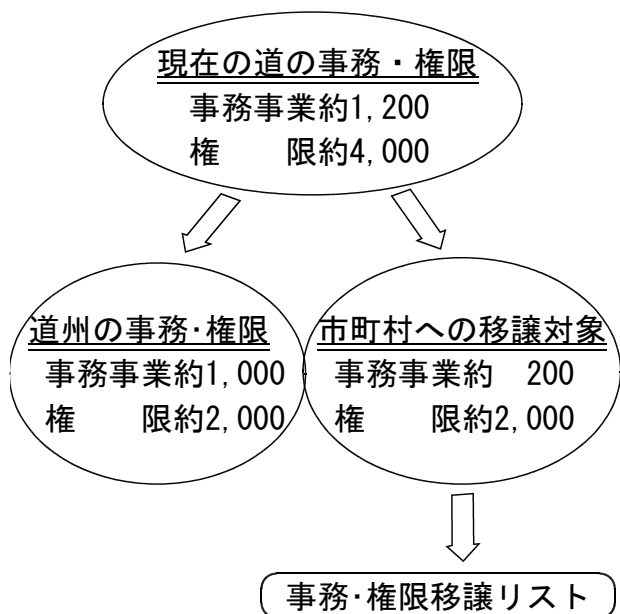 現在の道の事務・権限
事務事業約1,200
権　　限約4,000
道州の事務・権限
事務事業約1,000
権　　限約2,000
市町村への移譲対象
事務事業約　200
権　　限約2,000
事務・権限移譲リスト